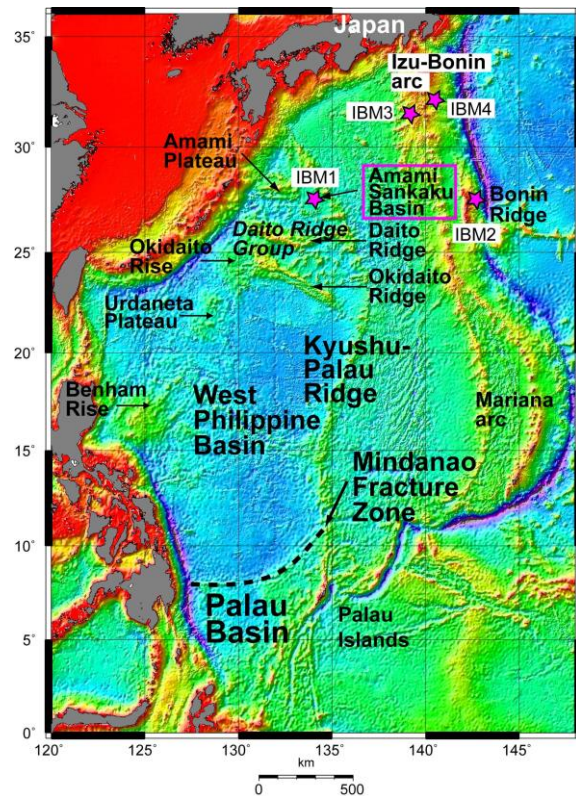 35°
Japan
Izu-Bonin
arc
IBM3
IBM4
30°
Amami
Plateau
IBM1
Amami
Sankaku
Basin
Bonin
Ridge
IBM2
Daito Ridge
Group
Daito
Ridge
25°
Okidaito
Rise
Okidaito
Ridge
Urdaneta
Plateau
20°
Kyushu-
Palau
Ridge
Benham
Rise
West
Philippine
Basin
Mariana
arc
15°
Mindanao
Fracture
Zone
10°
Palau
Basin
Palau
Islands
5°
0°
120° 125° 130° 135° 140° 145°
km
0 500